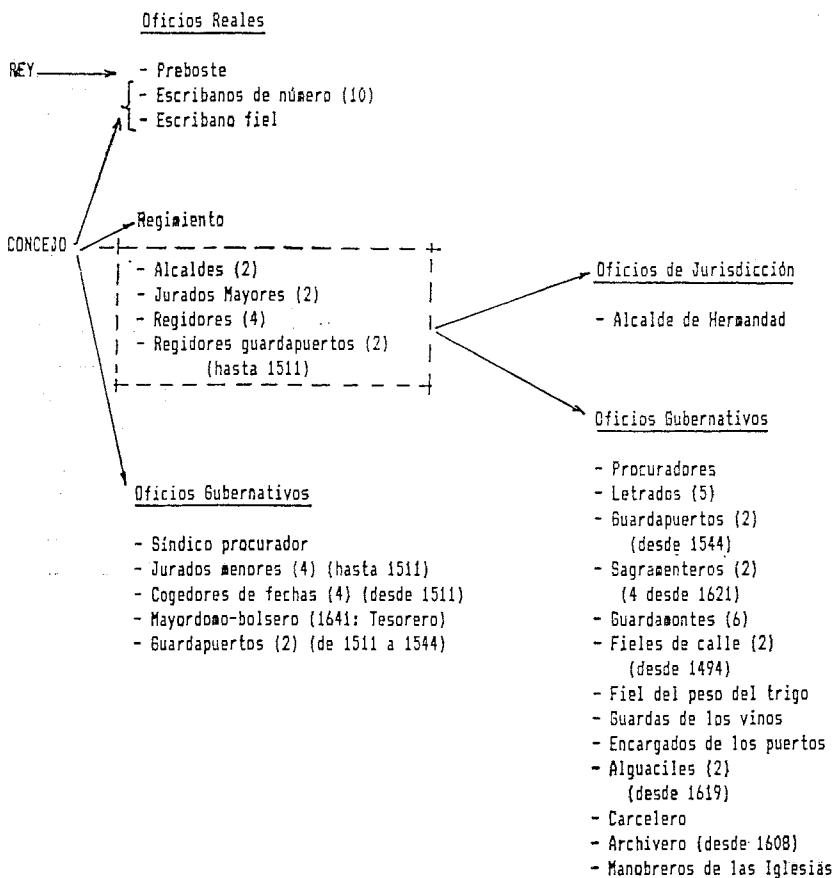 Oficios Reales
REY
- Preboste
- Escribanos de número (10)
- Escribano fiel
CONCEJO
Regimiento
- Alcaldes (2)
- Jurados Mayores (2)
- Regidores (4)
- Regidores guardapuertos (2)
(hasta 1511)
Oficios Gubernativos
- Síndico procurador
- Jurados menores (4) (hasta 1511)
- Cogedores de fechas (4) (desde 1511)
- Mayordomo-bolsero (1641: Tesorero)
- Guardapuertos (2) (de 1511 a 1544)
Oficios de Jurisdicción
- Alcalde de Hermandad
Oficios Gubernativos
- Procuradores
- Letrados (5)
- Guardapuertos (2)
(desde 1544)
- Sagramenteros (2)
(4 desde 1621)
- Guardamontes (6)
- Fieles de calle (2)
(desde 1494)
- Fiel del peso del trigo
- Guardas de los vinos
- Encargados de los puertos
- Alguaciles (2)
(desde 1619)
- Carcelero
- Archivero (desde 1608)
- Manobreros de las Iglesias